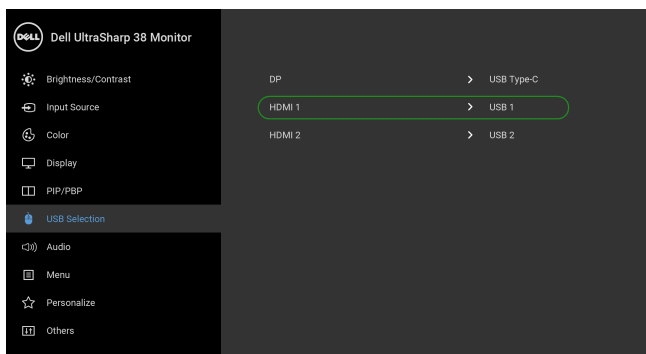 DELL Dell UltraSharp 38 Monitor
Brightness/Contrast
DP USB Type-C
Input Source
HDMI 1 USB 1
Color
HDMI 2 USB 2
Display
PIP/PBP
USB Selection
Audio
Menu
Personalize
Others